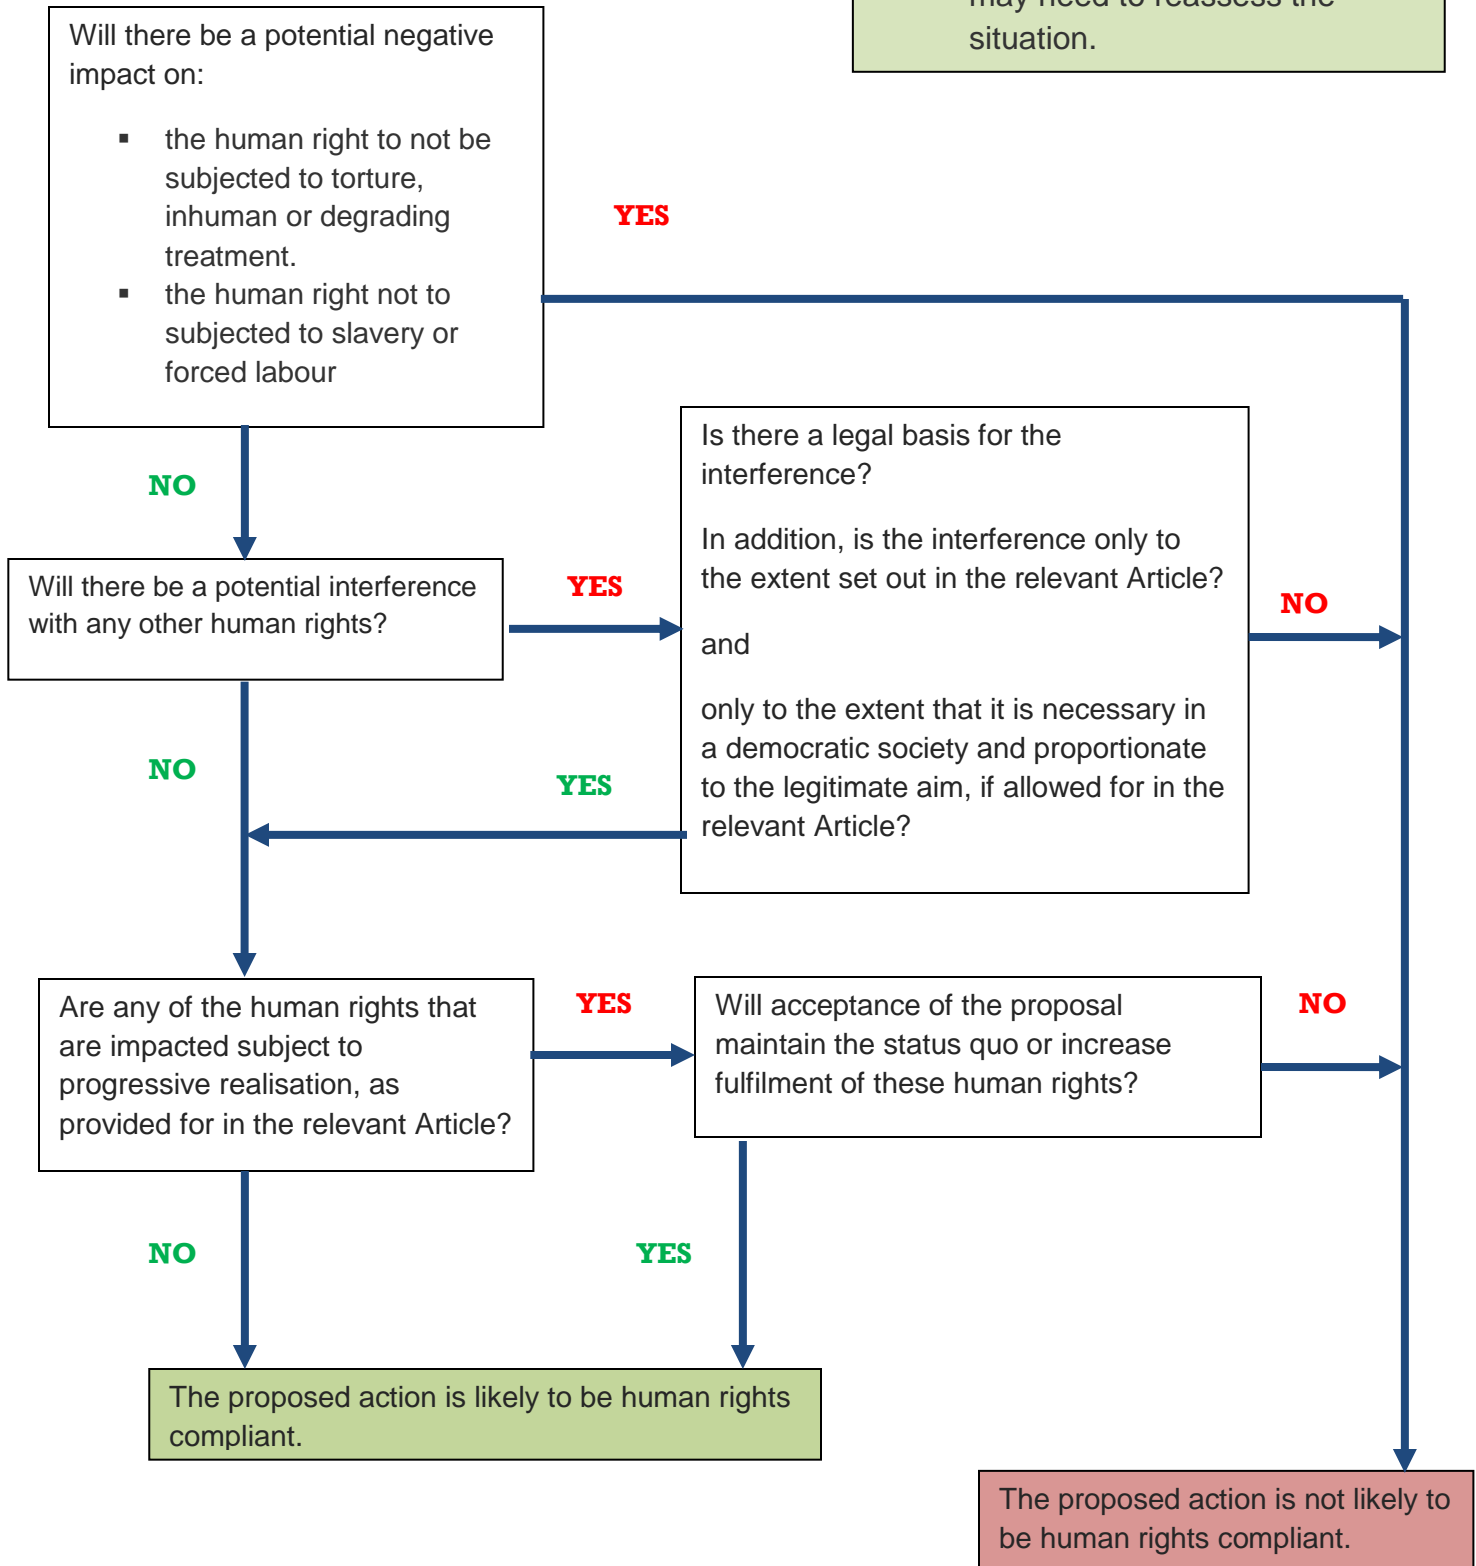 may need to reassess the
situation.
Will there be a potential negative
impact on:
▪ the human right to not be
subjected to torture,
inhuman or degrading
treatment.
▪ the human right not to
subjected to slavery or
forced labour
YES
NO
Will there be a potential interference
with any other human rights?
YES
Is there a legal basis for the
interference?
In addition, is the interference only to
the extent set out in the relevant Article?
and
only to the extent that it is necessary in
a democratic society and proportionate
to the legitimate aim, if allowed for in the
relevant Article?
NO
NO
YES
Are any of the human rights that
are impacted subject to
progressive realisation, as
provided for in the relevant Article?
YES
Will acceptance of the proposal
maintain the status quo or increase
fulfilment of these human rights?
NO
NO
YES
The proposed action is likely to be human rights
compliant.
The proposed action is not likely to
be human rights compliant.